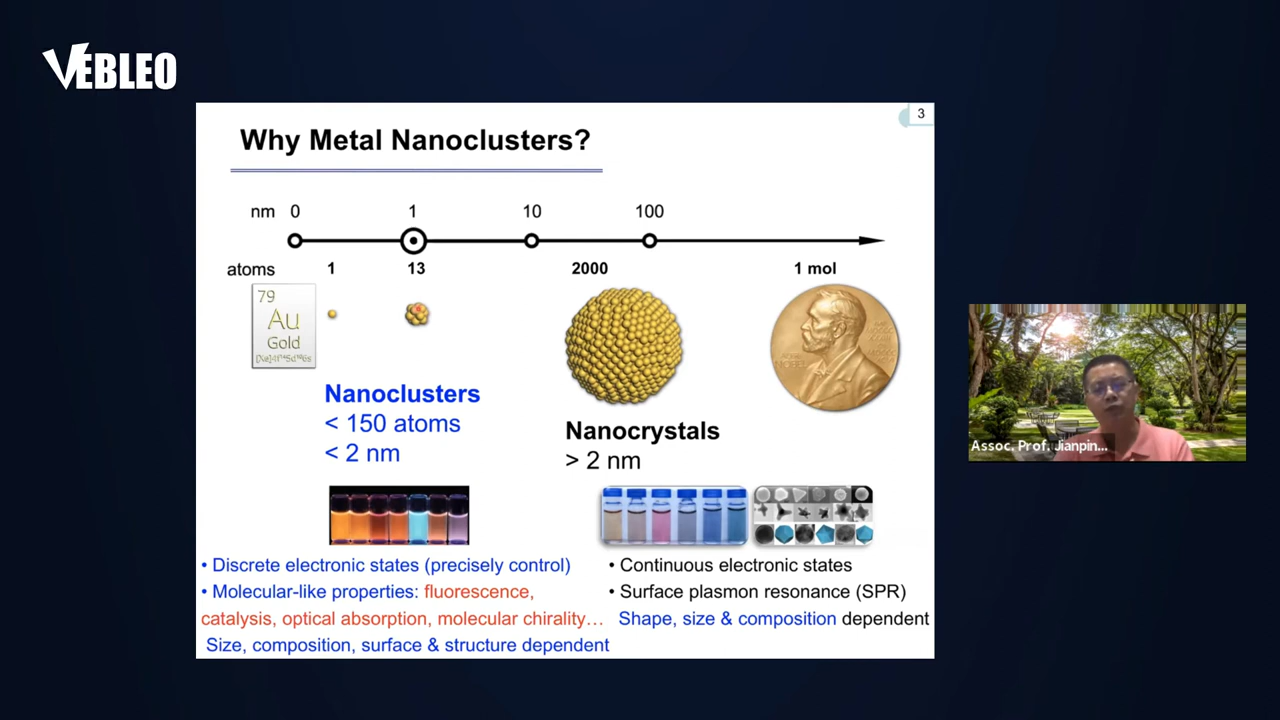 VEBLEO
3
Why Metal Nanoclusters?
nm 0 1 10 100
atoms 1 13 2000 1 mol
79
Au
Gold
Nanoclusters
< 150 atoms
< 2 nm
Nanocrystals
> 2 nm
Assoc. Prof. Jianpin...
• Discrete electronic states (precisely control)
• Molecular-like properties: fluorescence,
catalysis, optical absorption, molecular chirality…
Size, composition, surface & structure dependent
• Continuous electronic states
• Surface plasmon resonance (SPR)
Shape, size & composition dependent